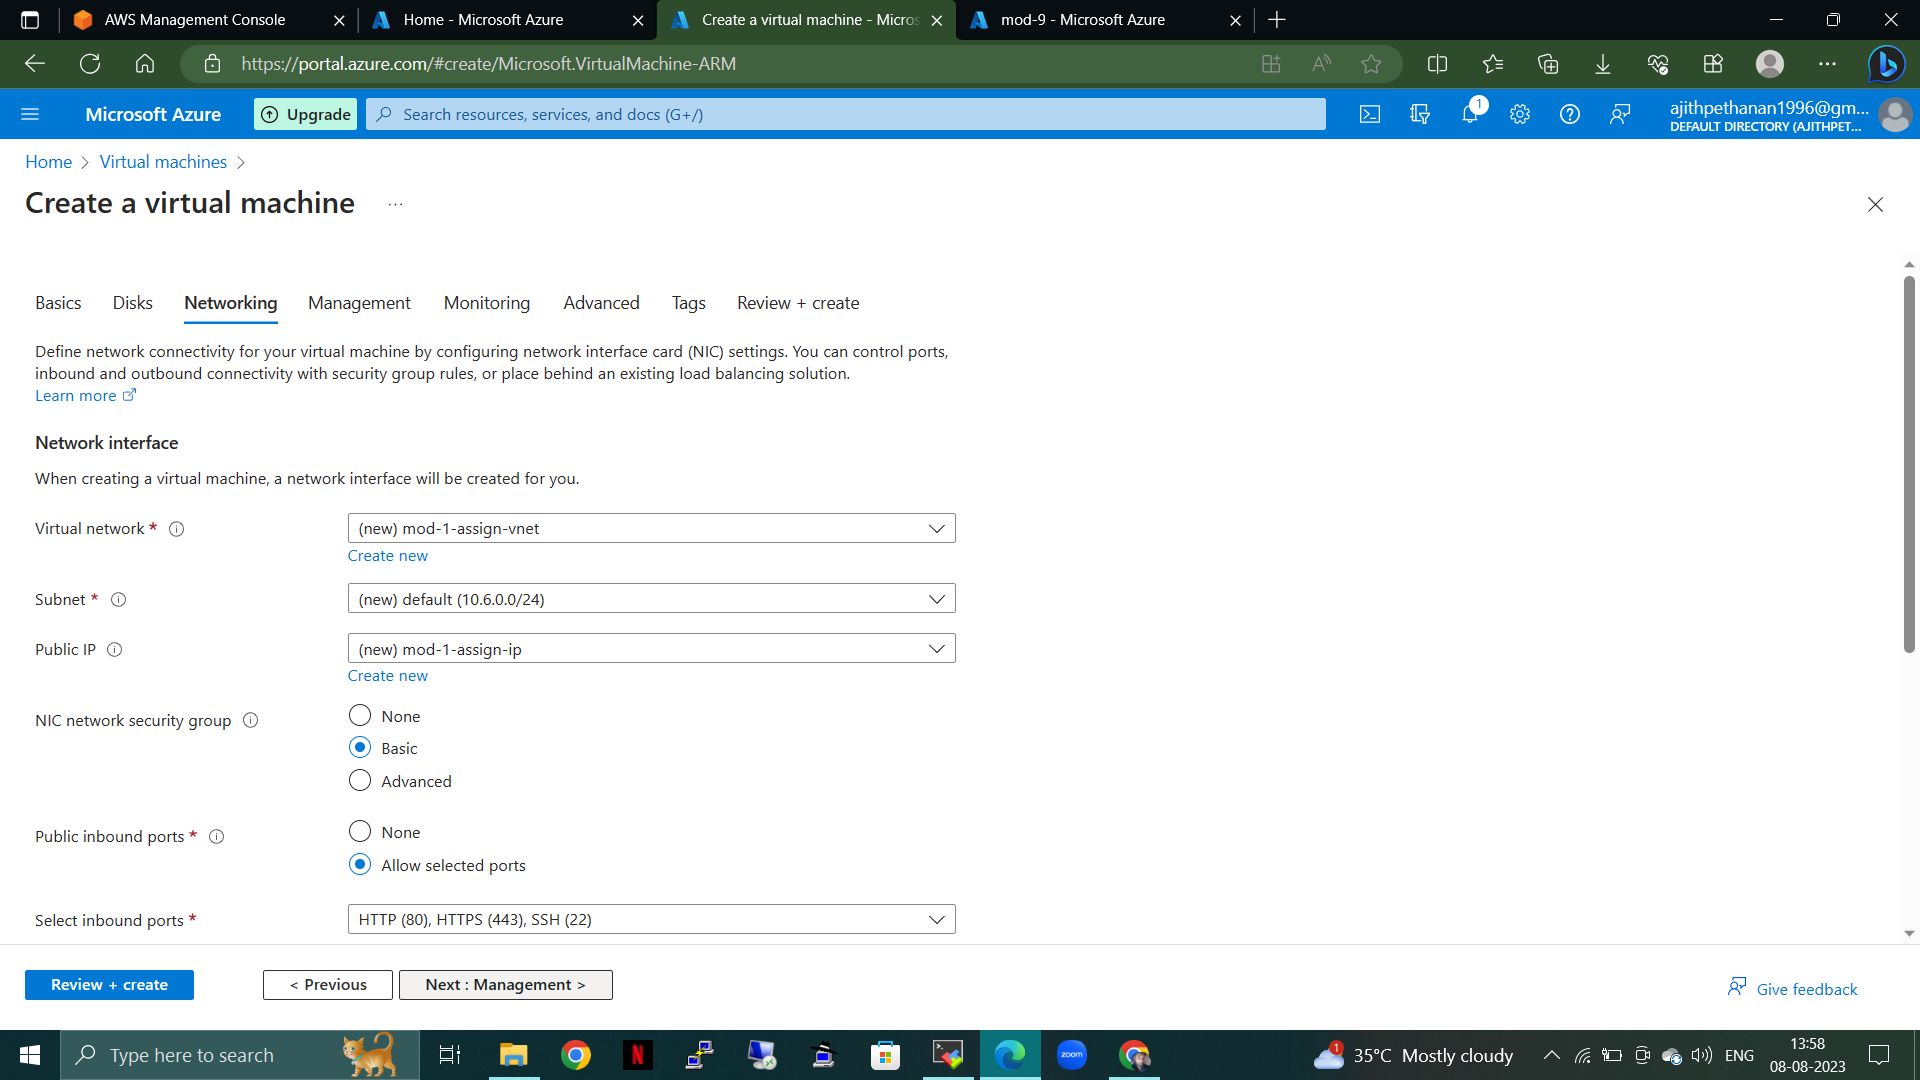 AWS Management Console
Home - Microsoft Azure
Create a virtual machine - Micros
mod-9 - Microsoft Azure
https://portal.azure.com/#create/Microsoft.VirtualMachine-ARM
Microsoft Azure
Upgrade
Search resources, services, and docs (G+/)
1
ajithpethanan1996@gm...
DEFAULT DIRECTORY (AJITHPET...
Home > Virtual machines >
Create a virtual machine ...
Basics Disks Networking Management Monitoring Advanced Tags Review + create
Define network connectivity for your virtual machine by configuring network interface card (NIC) settings. You can control ports,
inbound and outbound connectivity with security group rules, or place behind an existing load balancing solution.
Learn more
Network interface
When creating a virtual machine, a network interface will be created for you.
Virtual network *
(new) mod-1-assign-vnet
Create new
Subnet *
(new) default (10.6.0.0/24)
Public IP
(new) mod-1-assign-ip
Create new
NIC network security group
None
Basic
Advanced
Public inbound ports *
None
Allow selected ports
Select inbound ports *
HTTP (80), HTTPS (443), SSH (22)
Review + create
< Previous
Next : Management >
Give feedback
Type here to search
N
zoom
1
35°C Mostly cloudy
ENG
13:58
08-08-2023